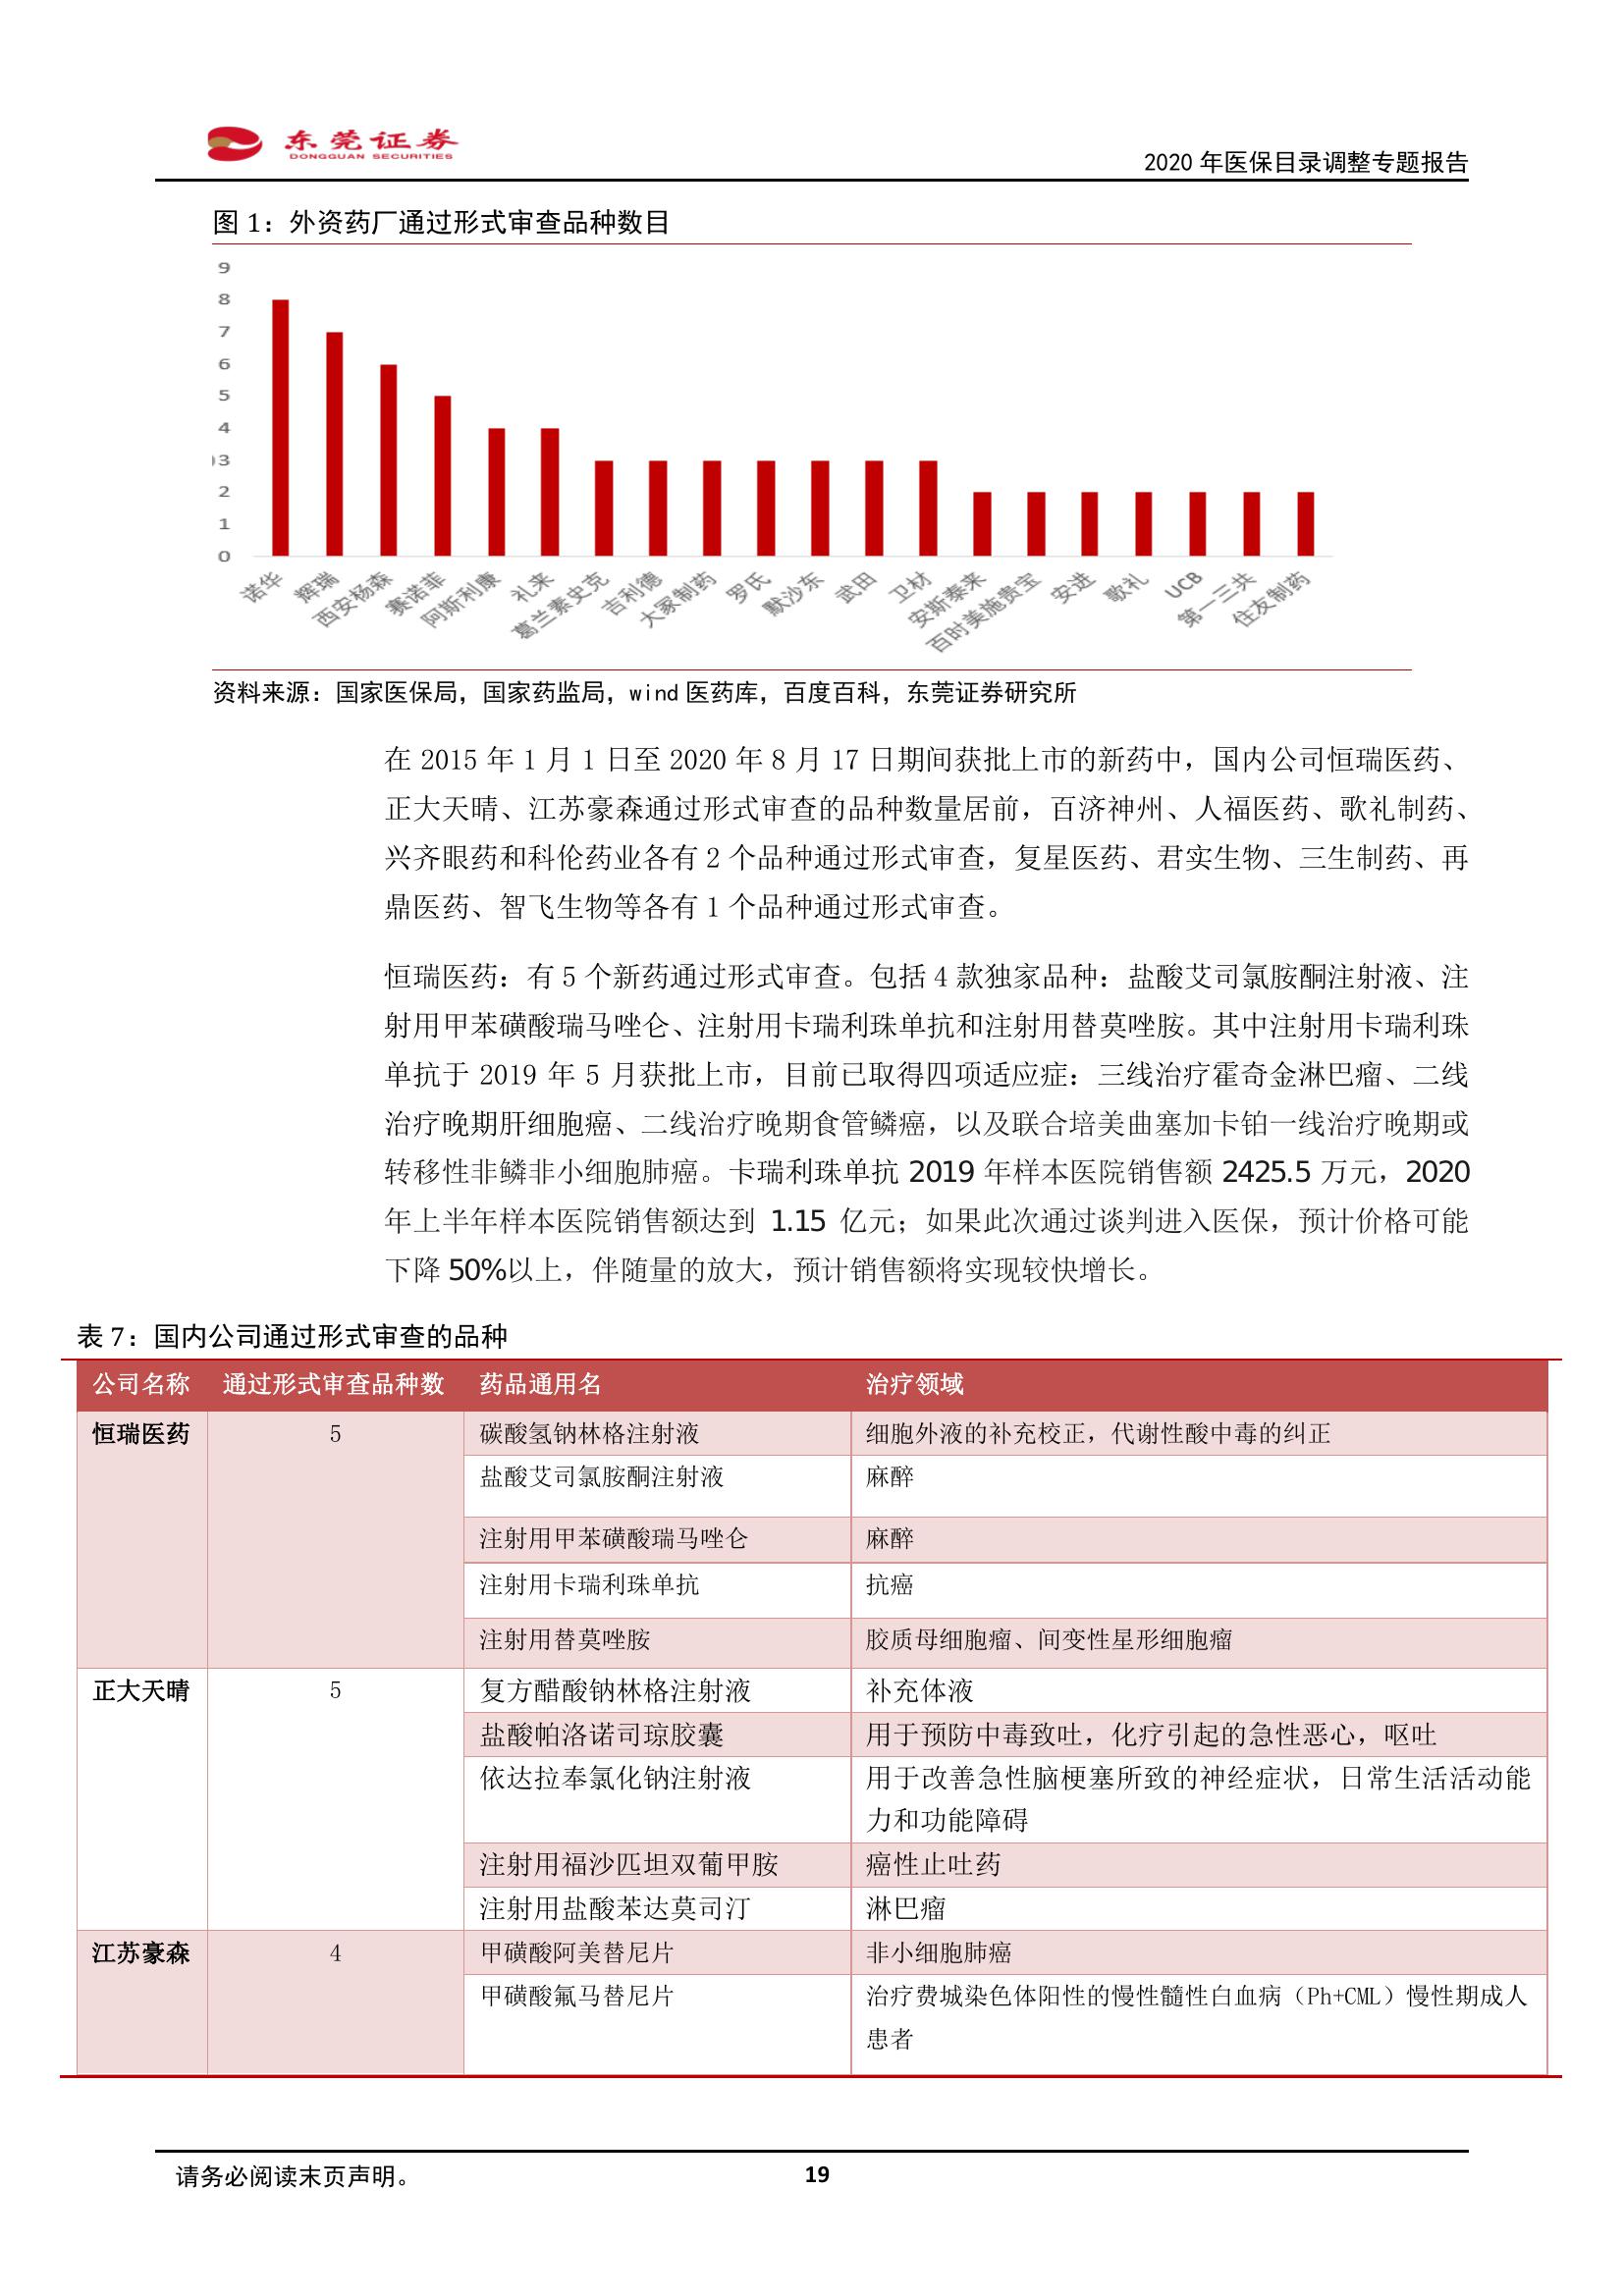 东莞证券
DONGGUAN SECURITIES
2020 年医保目录调整专题报告
图 1：外资药厂通过形式审查品种数目
9
8
7
6
5
4
3
2
1
0
诺华
辉瑞
西安杨森
赛诺菲
阿斯利康
礼来
葛兰素史克
吉利德
大冢制药
罗氏
默沙东
武田
卫材
安斯泰来
百时美施贵宝
安进
歌礼
UCB
第一三共
住友制药
资料来源：国家医保局，国家药监局，wind 医药库，百度百科，东莞证券研究所
在 2015 年 1 月 1 日至 2020 年 8 月 17 日期间获批上市的新药中，国内公司恒瑞医药、
正大天晴、江苏豪森通过形式审查的品种数量居前，百济神州、人福医药、歌礼制药、
兴齐眼药和科伦药业各有 2 个品种通过形式审查，复星医药、君实生物、三生制药、再
鼎医药、智飞生物等各有 1 个品种通过形式审查。
恒瑞医药：有 5 个新药通过形式审查。包括 4 款独家品种：盐酸艾司氯胺酮注射液、注
射用甲苯磺酸瑞马唑仑、注射用卡瑞利珠单抗和注射用替莫唑胺。其中注射用卡瑞利珠
单抗于 2019 年 5 月获批上市，目前已取得四项适应症：三线治疗霍奇金淋巴瘤、二线
治疗晚期肝细胞癌、二线治疗晚期食管鳞癌，以及联合培美曲塞加卡铂一线治疗晚期或
转移性非鳞非小细胞肺癌。卡瑞利珠单抗 2019 年样本医院销售额 2425.5 万元，2020
年上半年样本医院销售额达到 1.15 亿元；如果此次通过谈判进入医保，预计价格可能
下降 50%以上，伴随量的放大，预计销售额将实现较快增长。
表 7：国内公司通过形式审查的品种
公司名称 通过形式审查品种数 药品通用名 治疗领域
恒瑞医药 5 碳酸氢钠林格注射液 细胞外液的补充校正，代谢性酸中毒的纠正
盐酸艾司氯胺酮注射液 麻醉
注射用甲苯磺酸瑞马唑仑 麻醉
注射用卡瑞利珠单抗 抗癌
注射用替莫唑胺 胶质母细胞瘤、间变性星形细胞瘤
正大天晴 5 复方醋酸钠林格注射液 补充体液
盐酸帕洛诺司琼胶囊 用于预防中毒致吐，化疗引起的急性恶心，呕吐
依达拉奉氯化钠注射液 用于改善急性脑梗塞所致的神经症状，日常生活活动能
力和功能障碍
注射用福沙匹坦双葡甲胺 癌性止吐药
注射用盐酸苯达莫司汀 淋巴瘤
江苏豪森 4 甲磺酸阿美替尼片 非小细胞肺癌
甲磺酸氟马替尼片 治疗费城染色体阳性的慢性髓性白血病（Ph+CML）慢性期成人
患者
请务必阅读末页声明。
19